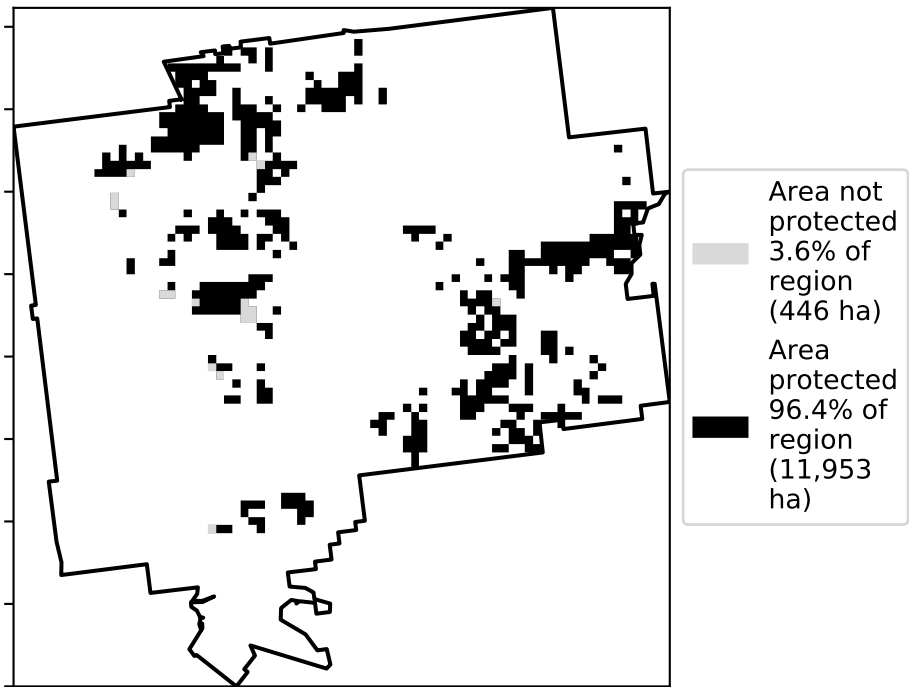 Area not
protected
3.6% of
region
(446 ha)
Area
protected
96.4% of
region
(11,953
ha)